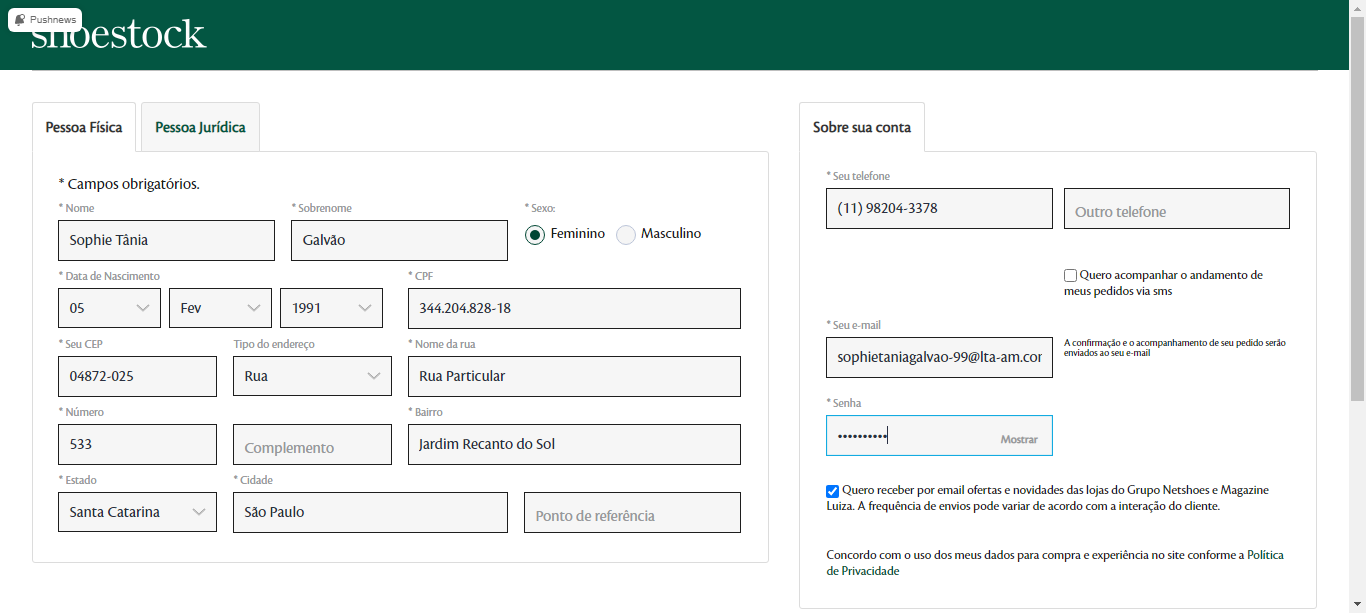 Pushnews
shoestock
Pessoa Física
Pessoa Jurídica
* Campos obrigatórios.
* Nome
* Sobrenome
* Sexo:
Sophie Tânia
Galvão
Feminino
Masculino
* Data de Nascimento
* CPF
05
Fev
1991
344.204.828-18
* Seu CEP
Tipo do endereço
* Nome da rua
04872-025
Rua
Rua Particular
* Número
* Bairro
533
Complemento
Jardim Recanto do Sol
* Estado
* Cidade
Santa Catarina
São Paulo
Ponto de referência
Sobre sua conta
* Seu telefone
(11) 98204-3378
Outro telefone
Quero acompanhar o andamento de
meus pedidos via sms
* Seu e-mail
sophietaniagalvao-99@lta-am.cor
A confirmação e o acompanhamento de seu pedido serão
enviados ao seu e-mail
* Senha
••••••••••
Mostrar
Quero receber por email ofertas e novidades das lojas do Grupo Netshoes e Magazine
Luiza. A frequência de envios pode variar de acordo com a interação do cliente.
Concordo com o uso dos meus dados para compra e experiência no site conforme a Política
de Privacidade